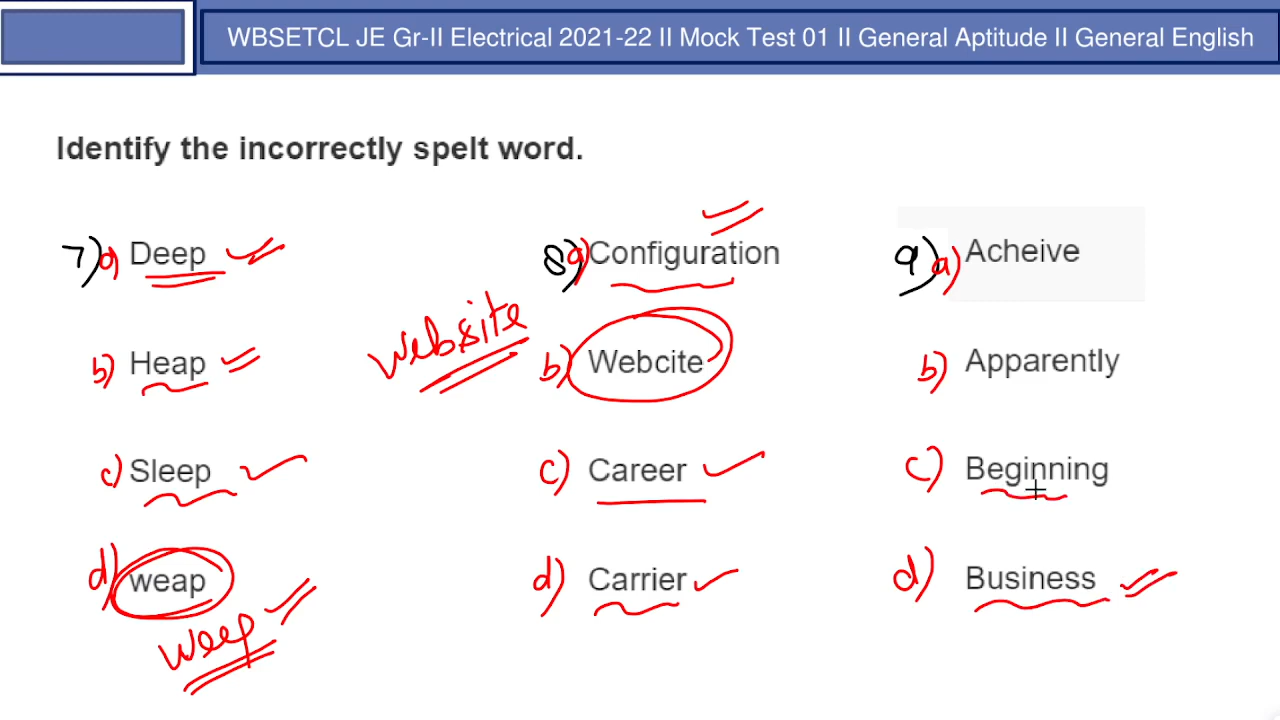 WBSETCL JE Gr-II Electrical 2021-22 II Mock Test 01 II General Aptitude II General English
Identify the incorrectly spelt word.
7) a) Deep
b) Heap
c) Sleep
d) weap
weep
8) a) Configuration
website
b) Webcite
c) Career
d) Carrier
9) a) Acheive
b) Apparently
c) Beginning
d) Business